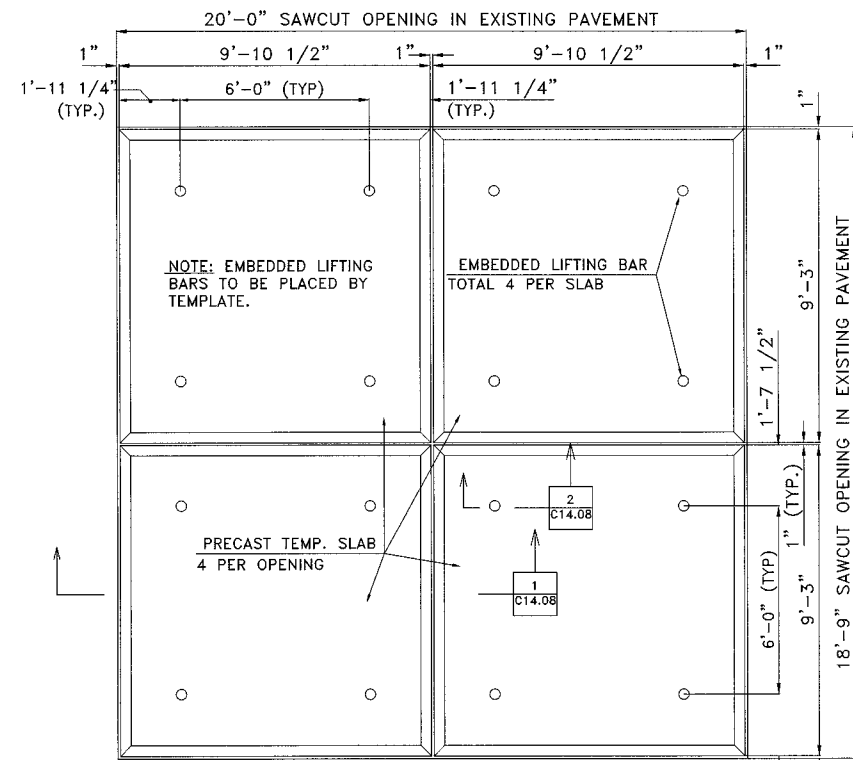 20'-0" SAWCUT OPENING IN EXISTING PAVEMENT
1" 9'-10 1/2" 1" 9'-10 1/2" 1"
1'-11 1/4" 6'-0" (TYP) 1'-11 1/4"
(TYP.) (TYP.)
1"
NOTE: EMBEDDED LIFTING
BARS TO BE PLACED BY
TEMPLATE.
EMBEDDED LIFTING BAR
TOTAL 4 PER SLAB
9'-3"
1'-7 1/2"
18'-9" SAWCUT OPENING IN EXISTING PAVEMENT
1" (TYP.)
2
C14.08
PRECAST TEMP. SLAB
4 PER OPENING
1
C14.08
6'-0" (TYP)
9'-3"